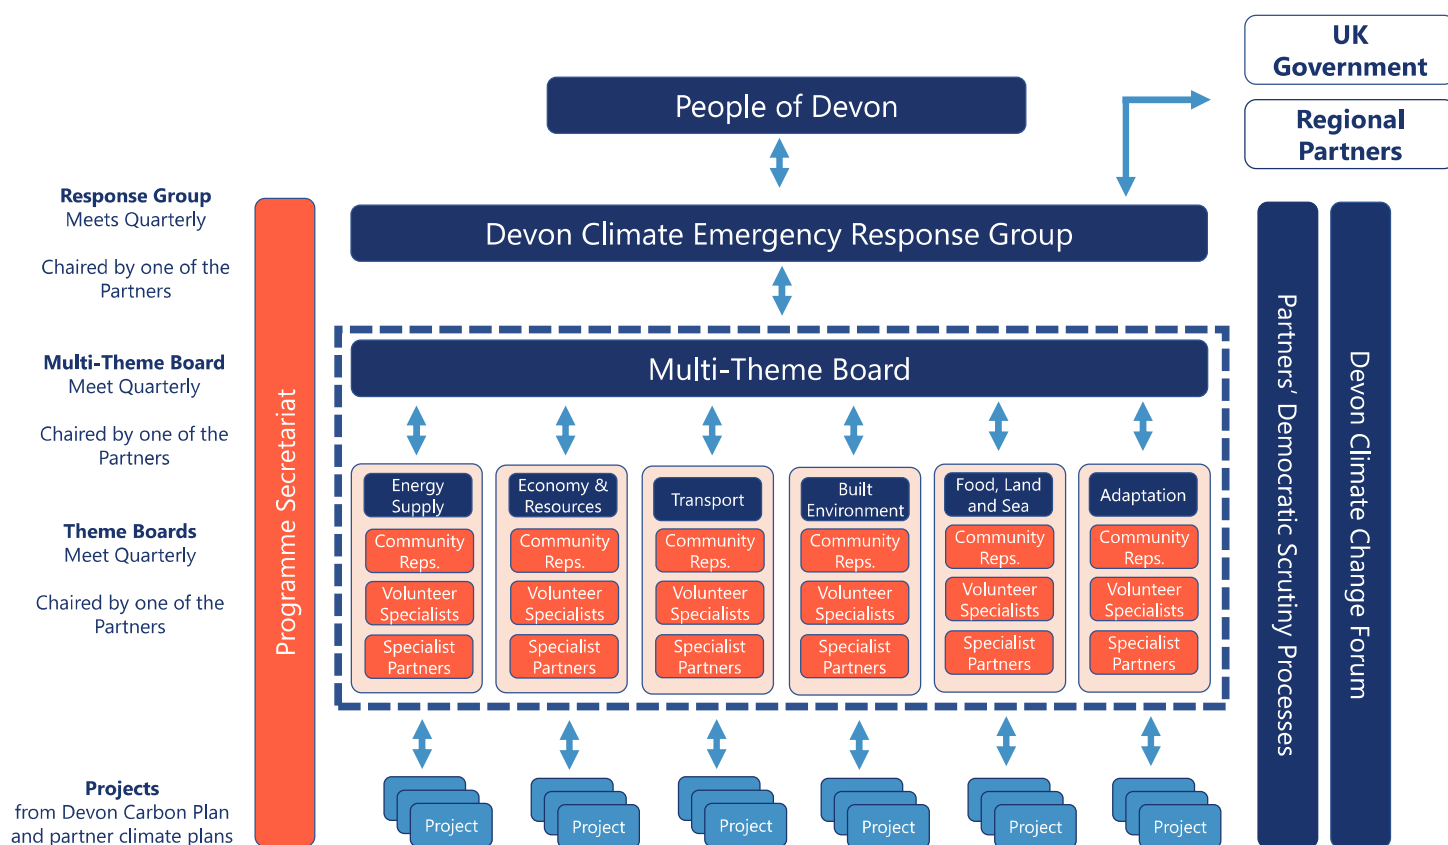 UK
Government
People of Devon
Regional
Partners
Response Group
Meets Quarterly
Chaired by one of the
Partners
Devon Climate Emergency Response Group
Multi-Theme Board
Meet Quarterly
Chaired by one of the
Partners
Multi-Theme Board
Theme Boards
Meet Quarterly
Chaired by one of the
Partners
Programme Secretariat
Energy
Supply
Community
Reps.
Volunteer
Specialists
Specialist
Partners
Economy &
Resources
Community
Reps.
Volunteer
Specialists
Specialist
Partners
Transport
Community
Reps.
Volunteer
Specialists
Specialist
Partners
Built
Environment
Community
Reps.
Volunteer
Specialists
Specialist
Partners
Food, Land
and Sea
Community
Reps.
Volunteer
Specialists
Specialist
Partners
Adaptation
Community
Reps.
Volunteer
Specialists
Specialist
Partners
Partners’ Democratic Scrutiny Processes
Devon Climate Change Forum
Projects
from Devon Carbon Plan
and partner climate plans
Project
Project
Project
Project
Project
Project